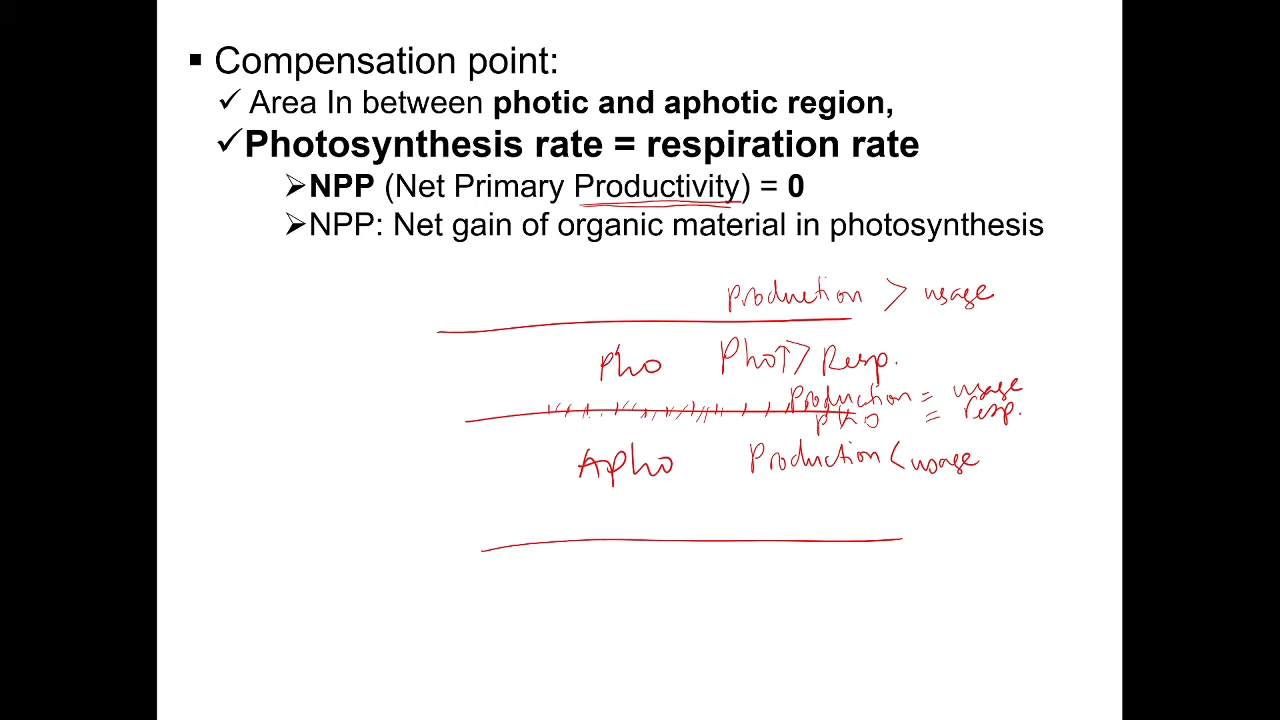 ▪ Compensation point:
✓ Area In between photic and aphotic region,
✓Photosynthesis rate = respiration rate
➢NPP (Net Primary Productivity) = 0
➢NPP: Net gain of organic material in photosynthesis
Production > usage
Pho Pho↑> Resp.
Production = usage
pho = resp.
Apho Production < usage